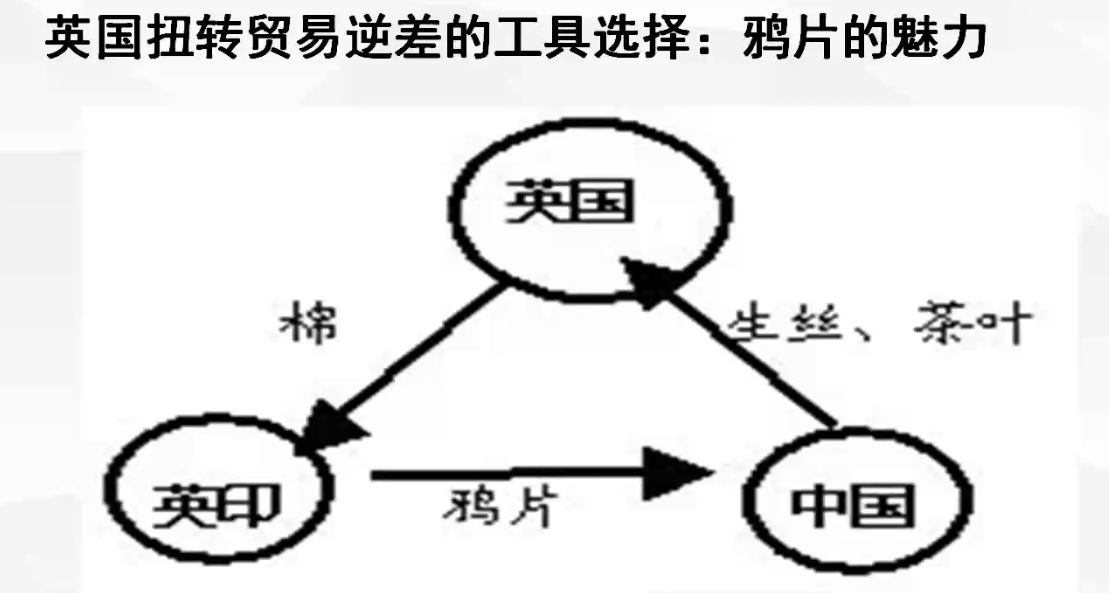 英国扭转贸易逆差的工具选择：鸦片的魅力
英国
棉
生丝、茶叶
英印
鸦片
中国